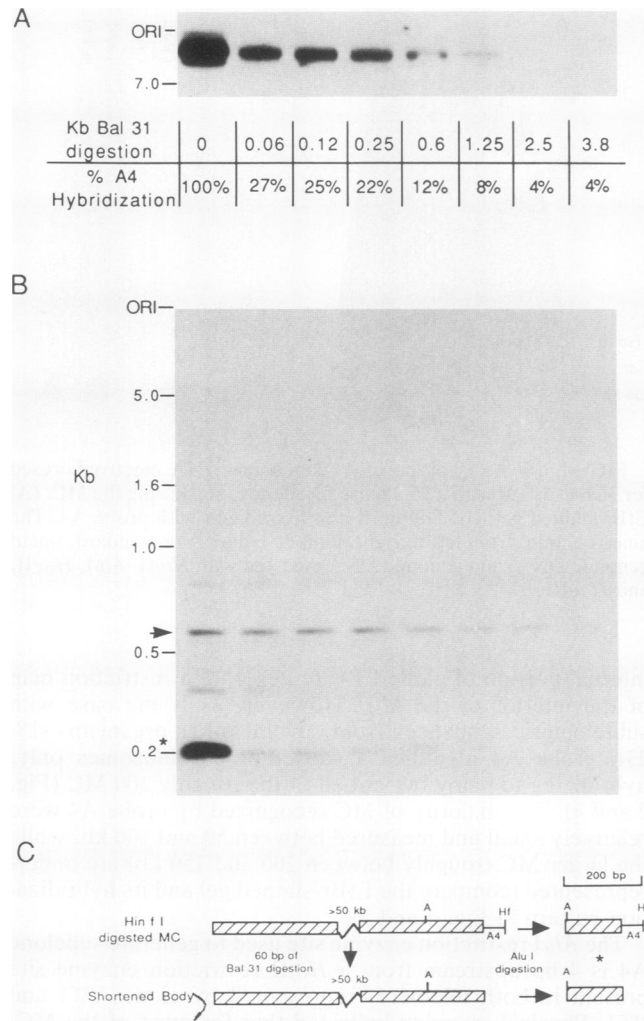 A
ORI
7.0
Kb Bal 31 digestion 0 0.06 0.12 0.25 0.6 1.25 2.5 3.8
% A4 Hybridization 100% 27% 25% 22% 12% 8% 4% 4%
B
ORI
5.0
Kb
1.6
1.0
0.5
*
0.2
C
200 bp
Hin f I digested MC
>50 kb
A
Hf
A4
A
H
A4
60 bp of Bal 31 digestion
Alu I digestion
*
Shortened Body
>50 kb
A
A